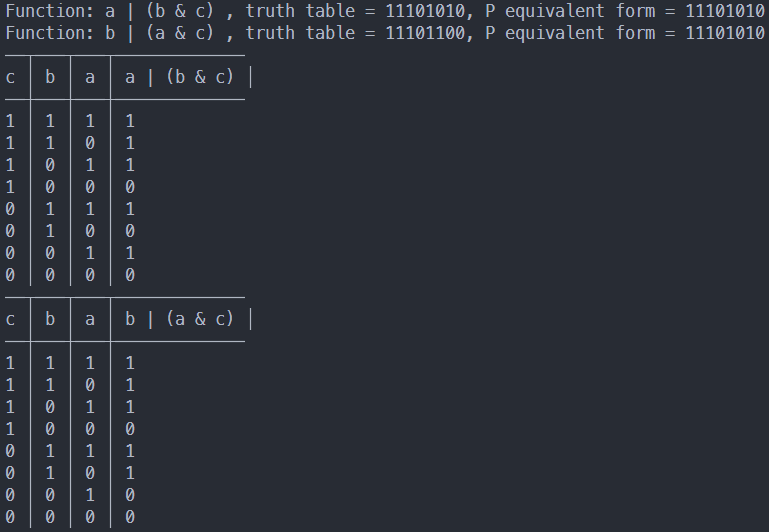 Function: a | (b & c) , truth table = 11101010, P equivalent form = 11101010
Function: b | (a & c) , truth table = 11101100, P equivalent form = 11101010
c │ b │ a │ a | (b & c) │
1 │ 1 │ 1 │ 1
1 │ 1 │ 0 │ 1
1 │ 0 │ 1 │ 1
1 │ 0 │ 0 │ 0
0 │ 1 │ 1 │ 1
0 │ 1 │ 0 │ 0
0 │ 0 │ 1 │ 1
0 │ 0 │ 0 │ 0
c │ b │ a │ b | (a & c) │
1 │ 1 │ 1 │ 1
1 │ 1 │ 0 │ 1
1 │ 0 │ 1 │ 1
1 │ 0 │ 0 │ 0
0 │ 1 │ 1 │ 1
0 │ 1 │ 0 │ 1
0 │ 0 │ 1 │ 0
0 │ 0 │ 0 │ 0